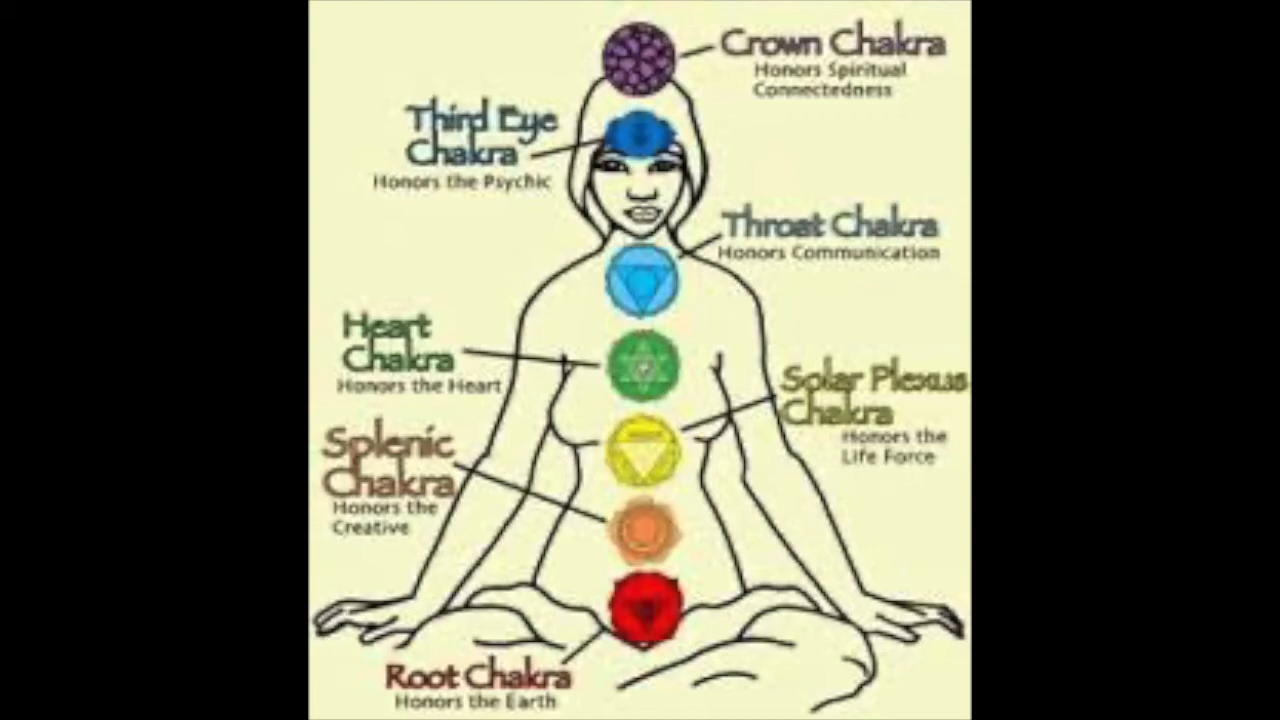 Crown Chakra
Honors Spiritual
Connectedness
Third Eye
Chakra
Honors the Psychic
Throat Chakra
Honors Communication
Heart
Chakra
Honors the Heart
Solar Plexus
Chakra
Honors the
Life Force
Splenic
Chakra
Honors the
Creative
Root Chakra
Honors the Earth